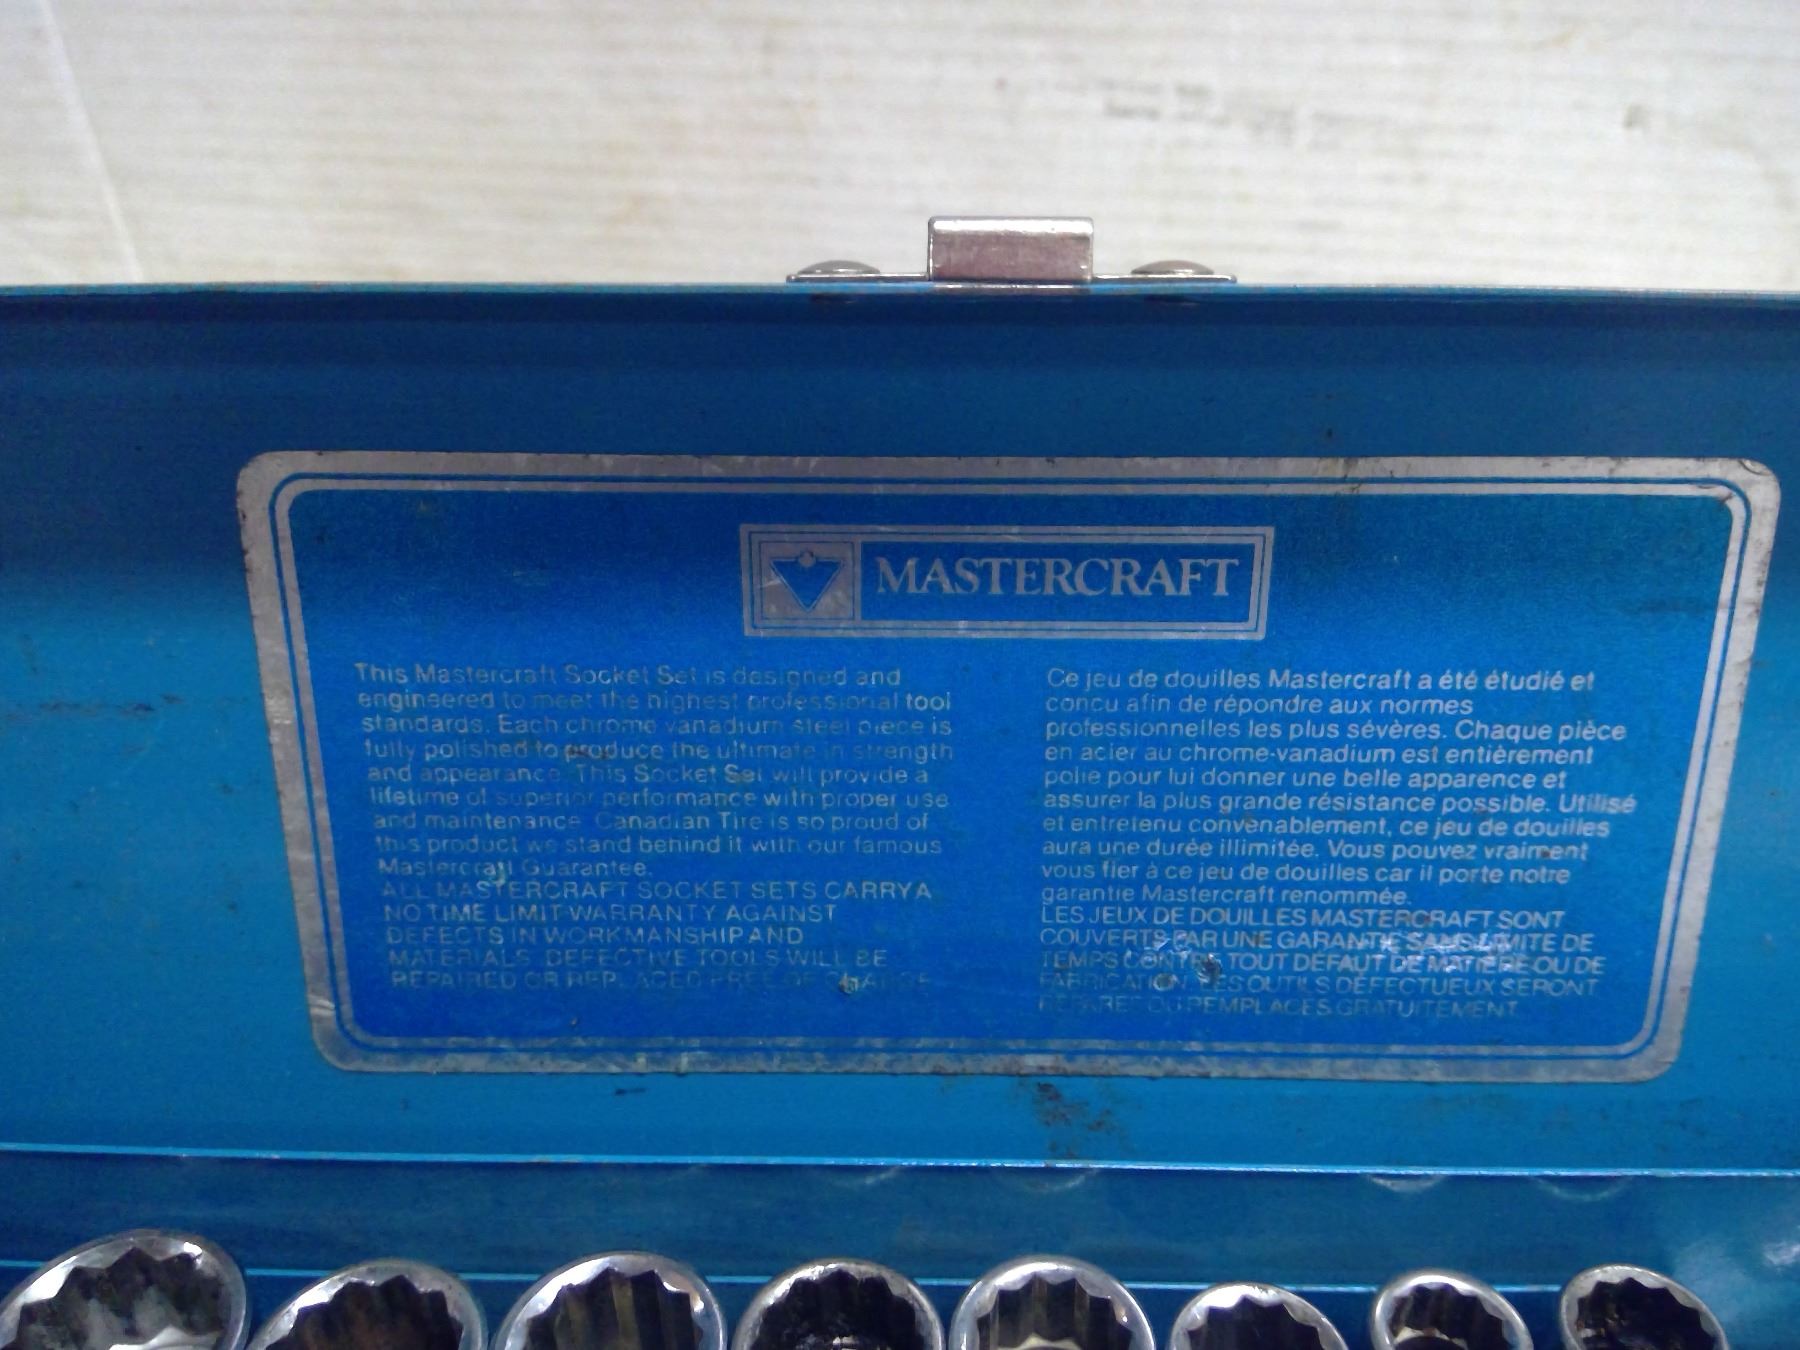 MASTERCRAFT
This Mastercraft Socket Set is designed and
engineered to meet the highest professional tool
standards. Each chrome vanadium steel piece is
fully polished to produce the ultimate in strength
and appearance. This Socket Set will provide a
lifetime of superior performance with proper use
and maintenance. Canadian Tire is so proud of
this product we stand behind it with our famous
Mastercraft Guarantee.
ALL MASTERCRAFT SOCKET SETS CARRY A
NO TIME LIMIT WARRANTY AGAINST
DEFECTS IN WORKMANSHIP AND
MATERIALS. DEFECTIVE TOOLS WILL BE
REPAIRED OR REPLACED FREE OF CHARGE
Ce jeu de douilles Mastercraft a été étudié et
concu afin de répondre aux normes
professionnelles les plus sévères. Chaque pièce
en acier au chrome-vanadium est entièrement
polie pour lui donner une belle apparence et
assurer la plus grande résistance possible. Utilisé
et entretenu convenablement, ce jeu de douilles
aura une durée illimitée. Vous pouvez vraiment
vous fier à ce jeu de douilles car il porte notre
garantie Mastercraft renommée.
LES JEUX DE DOUILLES MASTERCRAFT SONT
COUVERTS PAR UNE GARANTIE SANS LIMITE DE
TEMPS CONTRE TOUT DÉFAUT DE MATIÈRE OU DE
FABRICATION. LES OUTILS DEFECTUEUX SERONT
REPARES OU REMPLACES GRATUITEMENT